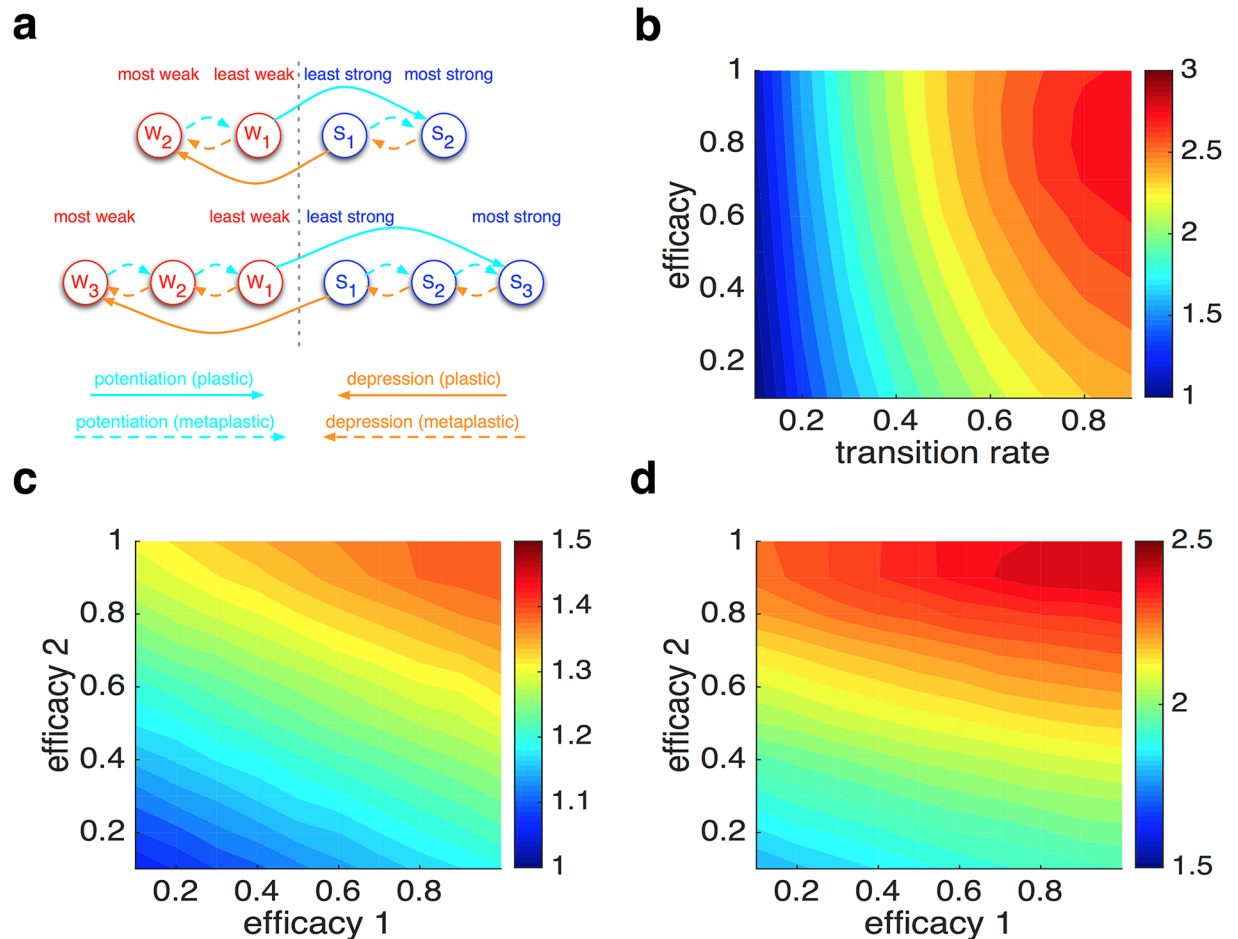 a
most weak least weak least strong most strong
W2 W1 S1 S2
most weak least weak least strong most strong
W3 W2 W1 S1 S2 S3
potentiation (plastic) depression (plastic)
potentiation (metaplastic) depression (metaplastic)
b
1
0.8
0.6
0.4
0.2
efficacy
0.2 0.4 0.6 0.8
transition rate
3
2.5
2
1.5
1
c
1
0.8
0.6
0.4
0.2
efficacy 2
0.2 0.4 0.6 0.8
efficacy 1
1.5
1.4
1.3
1.2
1.1
1
d
1
0.8
0.6
0.4
0.2
efficacy 2
0.2 0.4 0.6 0.8
efficacy 1
2.5
2
1.5